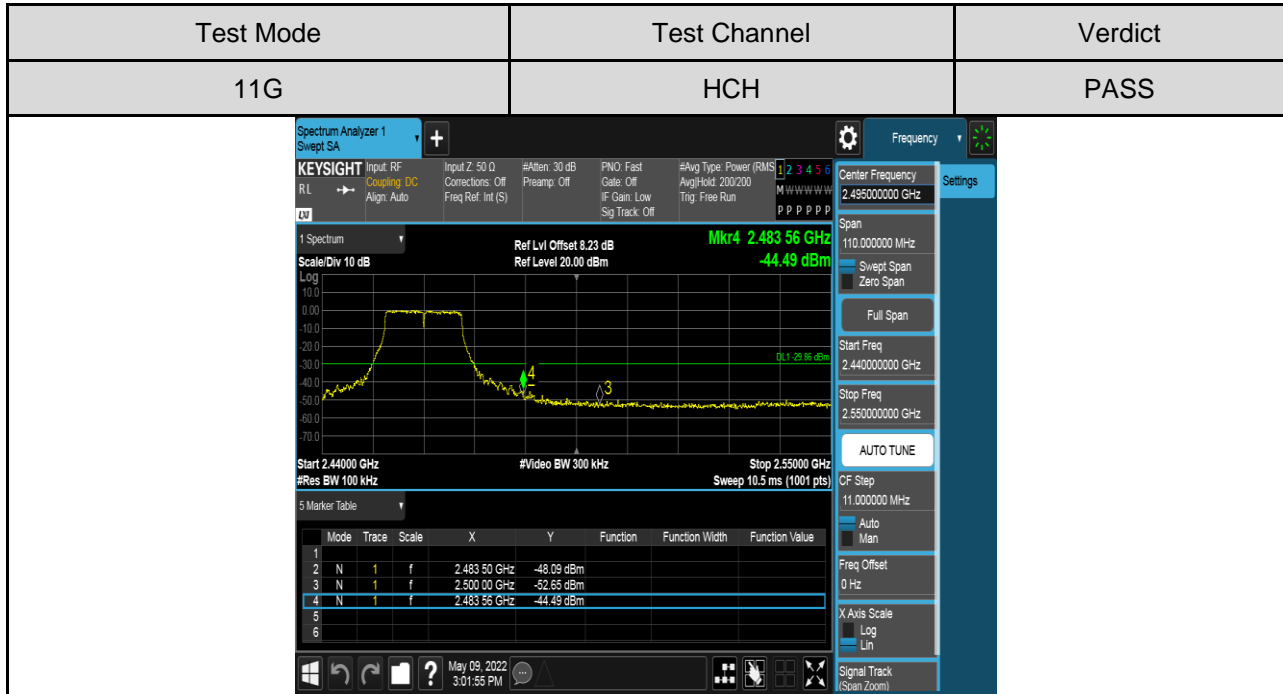 Test Mode Test Channel Verdict
11G HCH PASS
Spectrum Analyzer 1
Swept SA
+
Frequency
KEYSIGHT Input: RF Input Z: 50 Ω #Atten: 30 dB PNO: Fast #Avg Type: Power (RMS 1 2 3 4 5 6
RL Coupling: DC Corrections: Off Preamp: Off Gate: Off Avg|Hold: 200/200 M W W W W W
Align: Auto Freq Ref: Int (S) IF Gain: Low Trig: Free Run
LXI Sig Track: Off P P P P P P
1 Spectrum
Ref Lvl Offset 8.23 dB Mkr4 2.483 56 GHz
Scale/Div 10 dB Ref Level 20.00 dBm -44.49 dBm
Log
10.0
0.00
-10.0
-20.0
DL1 -29.86 dBm
-30.0
-40.0
4
3
-50.0
-60.0
-70.0
Start 2.44000 GHz #Video BW 300 kHz Stop 2.55000 GHz
#Res BW 100 kHz Sweep 10.5 ms (1001 pts)
5 Marker Table
Mode Trace Scale X Y Function Function Width Function Value
1
2 N 1 f 2.483 50 GHz -48.09 dBm
3 N 1 f 2.500 00 GHz -52.65 dBm
4 N 1 f 2.483 56 GHz -44.49 dBm
5
6
?
May 09, 2022
3:01:55 PM
Center Frequency
2.495000000 GHz
Settings
Span
110.000000 MHz
Swept Span
Zero Span
Full Span
Start Freq
2.440000000 GHz
Stop Freq
2.550000000 GHz
AUTO TUNE
CF Step
11.000000 MHz
Auto
Man
Freq Offset
0 Hz
X Axis Scale
Log
Lin
Signal Track
(Span Zoom)